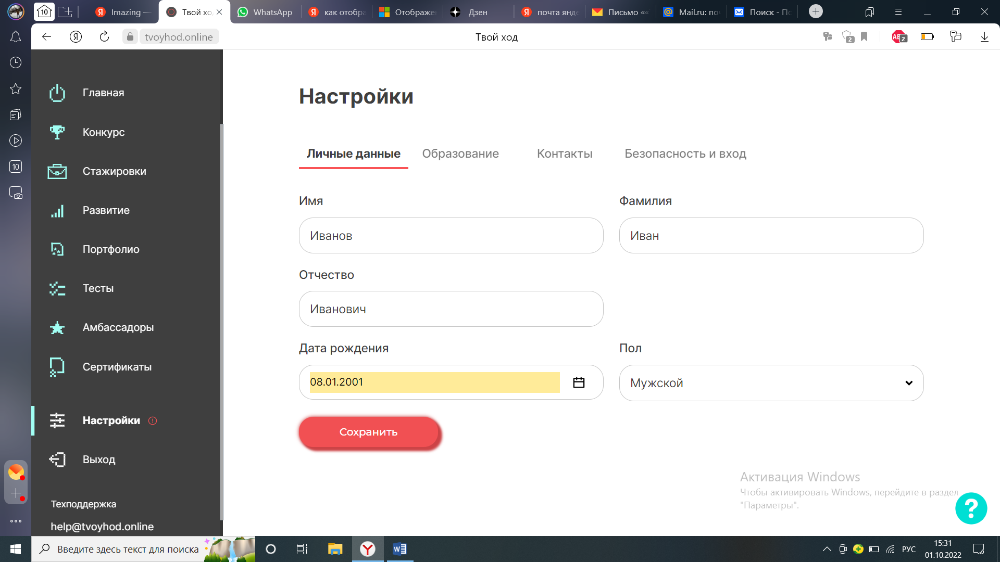 10
Imazing —
Твой хо
WhatsApp
как отобра
Отображе
Дзен
почта янде
Письмо ««
Mail.ru: по
Поиск - По
tvoyhod.online
Твой ход
2
2
10
Главная
Конкурс
Стажировки
Развитие
Портфолио
Тесты
Амбассадоры
Сертификаты
Настройки
Выход
Техподдержка
help@tvoyhod.online
Настройки
Личные данные
Образование
Контакты
Безопасность и вход
Имя
Фамилия
Иванов
Иван
Отчество
Иванович
Дата рождения
Пол
08.01.2001
Мужской
Сохранить
Активация Windows
Чтобы активировать Windows, перейдите в раздел
"Параметры".
?
Введите здесь текст для поиска
РУС
15:31
01.10.2022